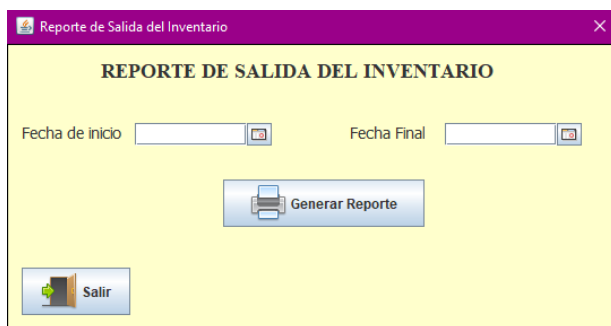 Reporte de Salida del Inventario
REPORTE DE SALIDA DEL INVENTARIO
Fecha de inicio
Fecha Final
Generar Reporte
Salir